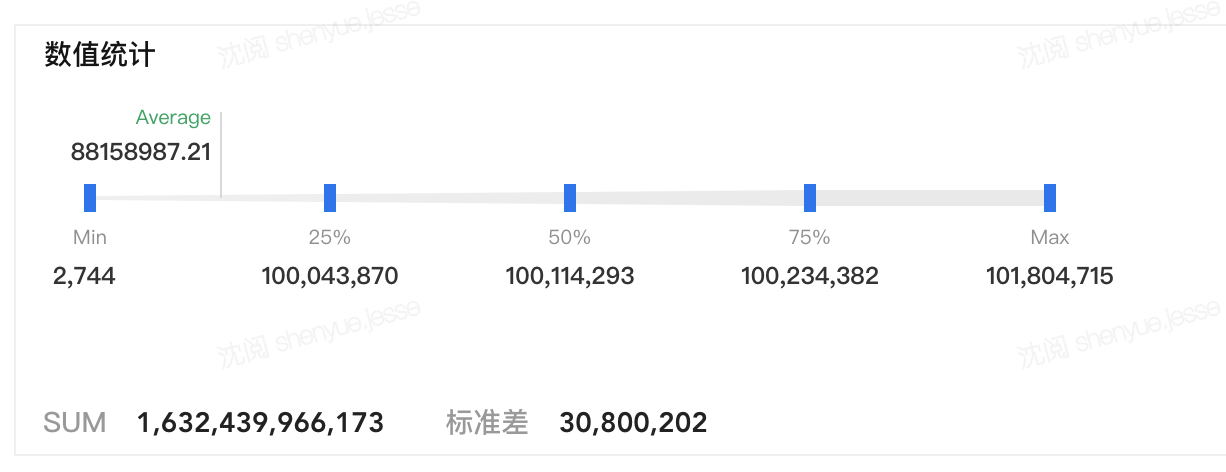 沈阅 shenyue.jesse
沈阅 shenyue.jesse
数值统计
Average
88158987.21
Min 25% 50% 75% Max
2,744 100,043,870 100,114,293 100,234,382 101,804,715
沈阅 shenyue.jesse
沈阅 shenyue.jesse
SUM 1,632,439,966,173 标准差 30,800,202